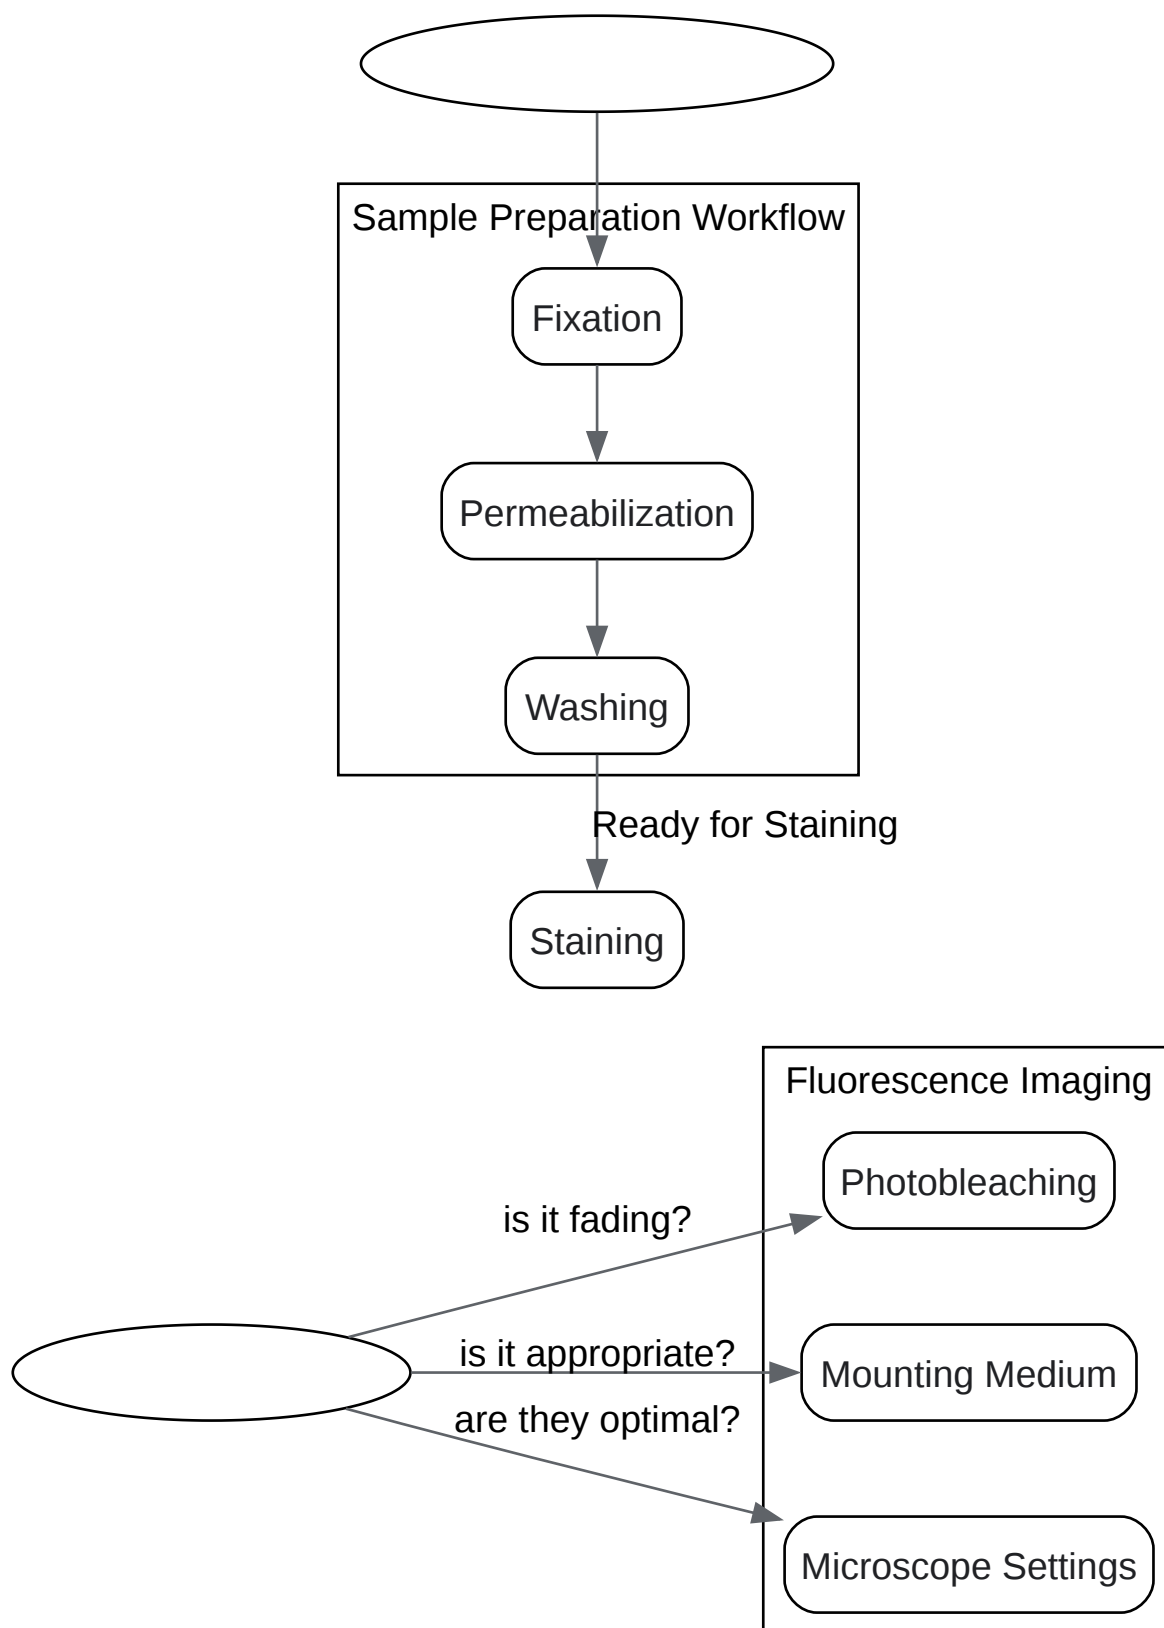 Sample Preparation Workflow
Fixation
Permeabilization
Washing
Ready for Staining
Staining
Fluorescence Imaging
Photobleaching
is it fading?
is it appropriate?
Mounting Medium
are they optimal?
Microscope Settings